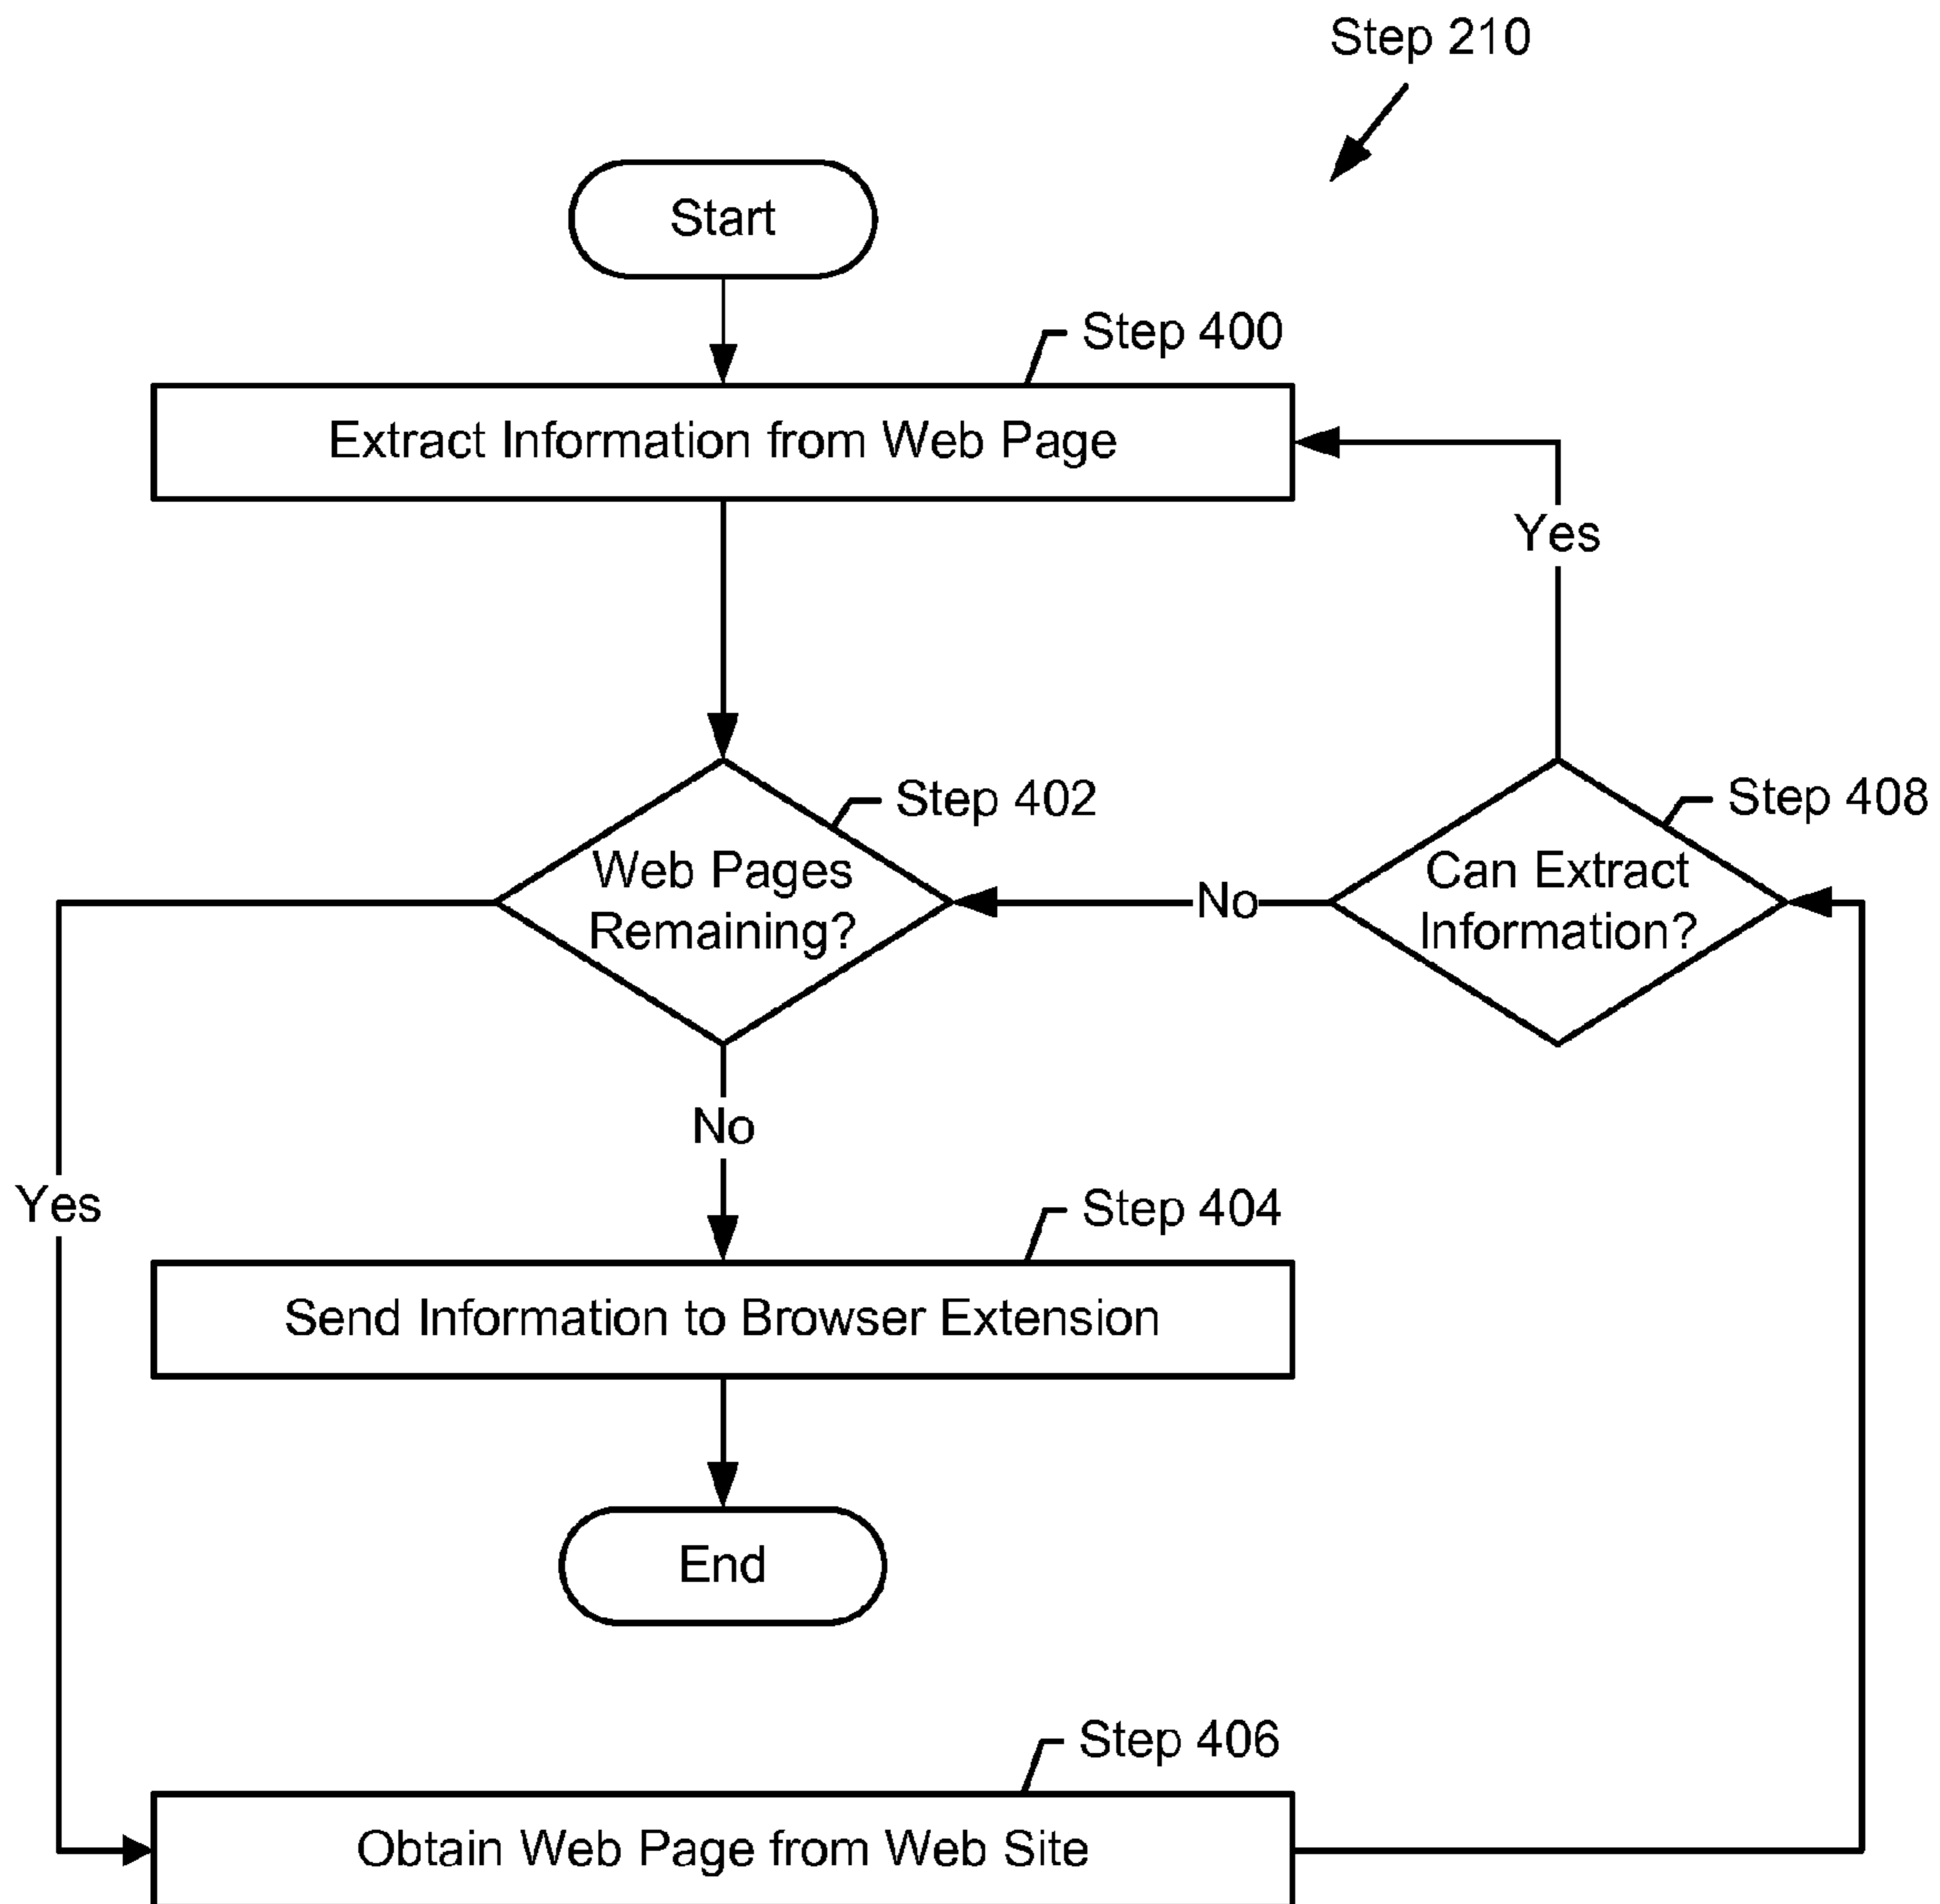 Step 210
Start
Step 400
Extract Information from Web Page
Yes
Step 402
Step 408
Web Pages
Remaining?
No
Can Extract
Information?
No
Yes
Step 404
Send Information to Browser Extension
End
Step 406
Obtain Web Page from Web Site